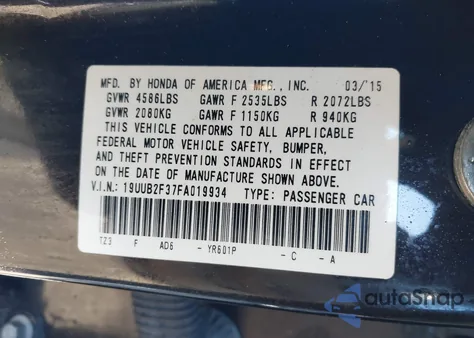 MFD. BY HONDA OF AMERICA MFG., INC. 03/'15
GVWR 4586LBS GAWR F 2535LBS R 2072LBS
GVWR 2080KG GAWR F 1150KG R 940KG
THIS VEHICLE CONFORMS TO ALL APPLICABLE
FEDERAL MOTOR VEHICLE SAFETY, BUMPER,
AND THEFT PREVENTION STANDARDS IN EFFECT
ON THE DATE OF MANUFACTURE SHOWN ABOVE.
V.I.N.: 19UUB2F37FA019934 TYPE: PASSENGER CAR
TZ3 F AD6 - YR601P - C - A
autoSnap